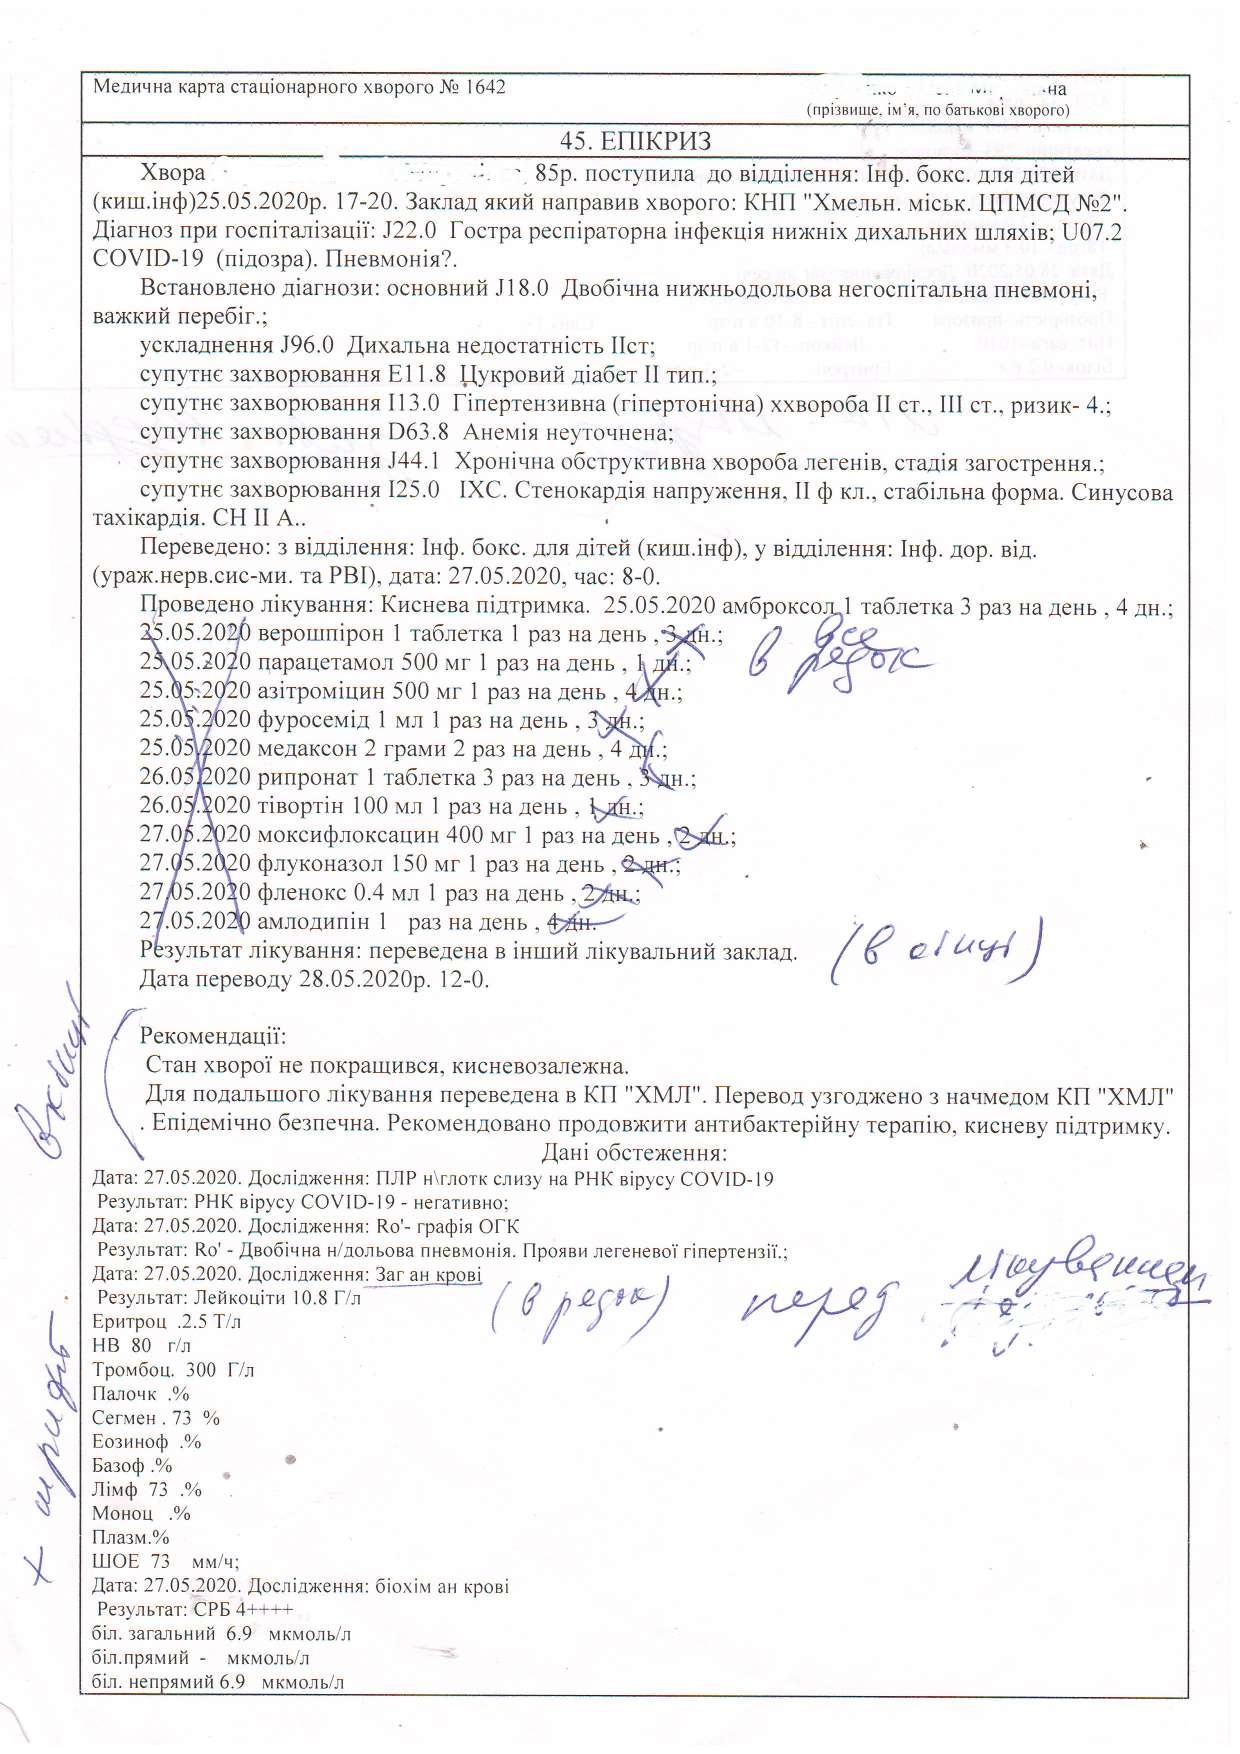 Медична карта стаціонарного хворого № 1642
на
(прізвище, ім’я, по батькові хворого)
45. ЕПІКРИЗ
Хвора , 85р. поступила до відділення: Інф. бокс. для дітей
(киш.інф)25.05.2020р. 17-20. Заклад який направив хворого: КНП "Хмельн. міськ. ЦПМСД №2".
Діагноз при госпіталізації: J22.0 Гостра респіраторна інфекція нижніх дихальних шляхів; U07.2
COVID-19 (підозра). Пневмонія?.
Встановлено діагнози: основний J18.0 Двобічна нижньодольова негоспітальна пневмоні,
важкий перебіг.;
ускладнення J96.0 Дихальна недостатність ІІст;
супутнє захворювання E11.8 Цукровий діабет ІІ тип.;
супутнє захворювання I13.0 Гіпертензивна (гіпертонічна) ххвороба ІІ ст., ІІІ ст., ризик- 4.;
супутнє захворювання D63.8 Анемія неуточнена;
супутнє захворювання J44.1 Хронічна обструктивна хвороба легенів, стадія загострення.;
супутнє захворювання I25.0 ІХС. Стенокардія напруження, ІІ ф кл., стабільна форма. Синусова
тахікардія. СН ІІ А..
Переведено: з відділення: Інф. бокс. для дітей (киш.інф), у відділення: Інф. дор. від.
(ураж.нерв.сис-ми. та РВІ), дата: 27.05.2020, час: 8-0.
Проведено лікування: Киснева підтримка. 25.05.2020 амброксол 1 таблетка 3 раз на день , 4 дн.;
25.05.2020 верошпірон 1 таблетка 1 раз на день , 3 дн.;
все
в редок
25.05.2020 парацетамол 500 мг 1 раз на день , 1 дн.;
25.05.2020 азітроміцин 500 мг 1 раз на день , 4 дн.;
25.05.2020 фуросемід 1 мл 1 раз на день , 3 дн.;
25.05.2020 медаксон 2 грами 2 раз на день , 4 дн.;
26.05.2020 рипронат 1 таблетка 3 раз на день , 3 дн.;
26.05.2020 тівортін 100 мл 1 раз на день , 1 дн.;
27.05.2020 моксифлоксацин 400 мг 1 раз на день , 2 дн.;
27.05.2020 флуконазол 150 мг 1 раз на день , 2 дн.;
27.05.2020 фленокс 0.4 мл 1 раз на день , 2 дн.;
27.05.2020 амлодипін 1 раз на день , 4 дн.
Результат лікування: переведена в інший лікувальний заклад.
(в кінці)
Дата переводу 28.05.2020р. 12-0.
В кінці
Рекомендації:
Стан хворої не покращився, кисневозалежна.
Для подальшого лікування переведена в КП "ХМЛ". Перевод узгоджено з начмедом КП "ХМЛ"
. Епідемічно безпечна. Рекомендовано продовжити антибактерійну терапію, кисневу підтримку.
Дані обстеження:
Дата: 27.05.2020. Дослідження: ПЛР н\глотк слизу на РНК вірусу COVID-19
Результат: РНК вірусу COVID-19 - негативно;
Дата: 27.05.2020. Дослідження: Ro'- графія ОГК
Результат: Ro' - Двобічна н/дольова пневмонія. Прояви легеневої гіпертензії.;
Дата: 27.05.2020. Дослідження: Заг ан крові
(в редок) перед
Результат: Лейкоціти 10.8 Г/л
Еритроц .2.5 Т/л
НВ 80 г/л
Тромбоц. 300 Г/л
Палочк .%
Сегмен . 73 %
Еозиноф .%
Базоф .%
Лімф 73 .%
Моноц .%
Плазм.%
ШОЕ 73 мм/ч;
+ шрифт
Дата: 27.05.2020. Дослідження: біохім ан крові
Результат: СРБ 4++++
біл. загальний 6.9 мкмоль/л
біл.прямий - мкмоль/л
біл. непрямий 6.9 мкмоль/л